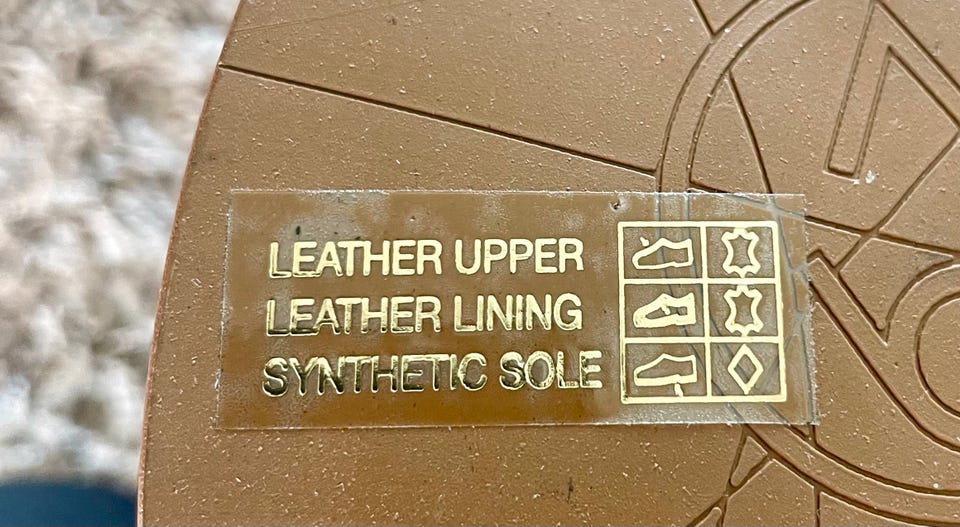 LEATHER UPPER
LEATHER LINING
SYNTHETIC SOLE